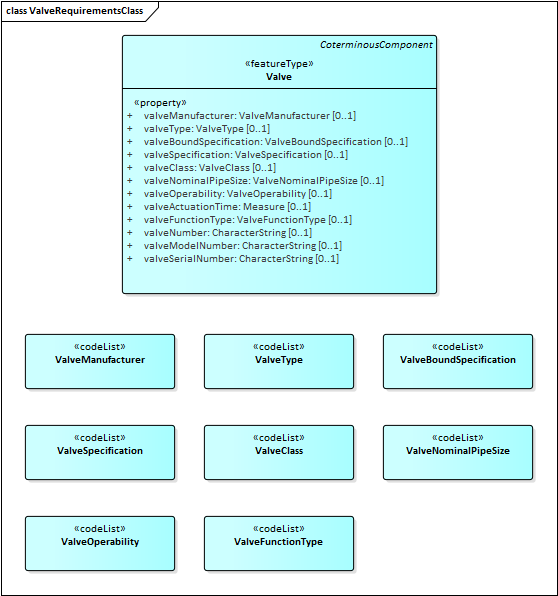 class ValveRequirementsClass
CoterminousComponent
«featureType»
Valve
«property»
+ valveManufacturer: ValveManufacturer [0..1]
+ valveType: ValveType [0..1]
+ valveBoundSpecification: ValveBoundSpecification [0..1]
+ valveSpecification: ValveSpecification [0..1]
+ valveClass: ValveClass [0..1]
+ valveNominalPipeSize: ValveNominalPipeSize [0..1]
+ valveOperability: ValveOperability [0..1]
+ valveActuationTime: Measure [0..1]
+ valveFunctionType: ValveFunctionType [0..1]
+ valveNumber: CharacterString [0..1]
+ valveModelNumber: CharacterString [0..1]
+ valveSerialNumber: CharacterString [0..1]
«codeList»
ValveManufacturer
«codeList»
ValveType
«codeList»
ValveBoundSpecification
«codeList»
ValveSpecification
«codeList»
ValveClass
«codeList»
ValveNominalPipeSize
«codeList»
ValveOperability
«codeList»
ValveFunctionType